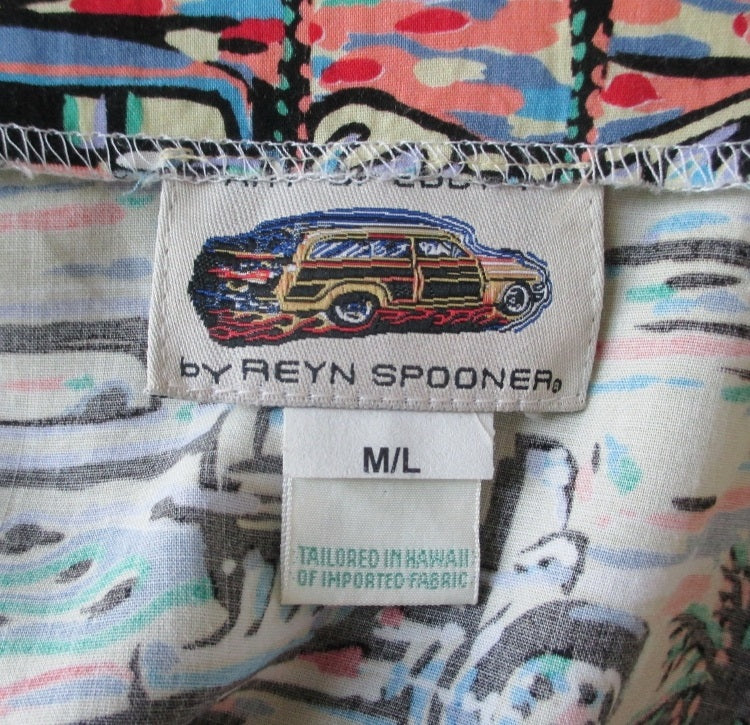 by REYN SPOONER®
M/L
TAILORED IN HAWAII
OF IMPORTED FABRIC